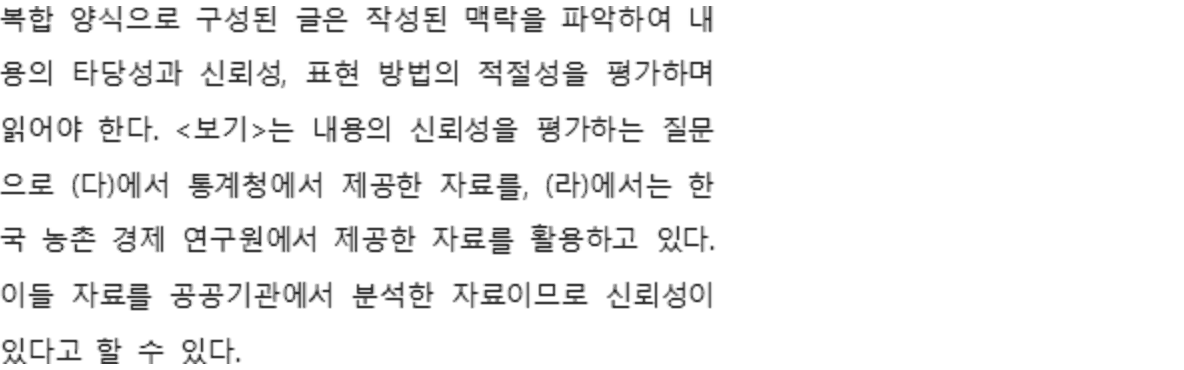 복합 양식으로 구성된 글은 작성된 맥락을 파악하여 내
용의 타당성과 신뢰성, 표현 방법의 적절성을 평가하며
읽어야 한다. <보기>는 내용의 신뢰성을 평가하는 질문
으로 (다)에서 통계청에서 제공한 자료를, (라)에서는 한
국 농촌 경제 연구원에서 제공한 자료를 활용하고 있다.
이들 자료를 공공기관에서 분석한 자료이므로 신뢰성이
있다고 할 수 있다.